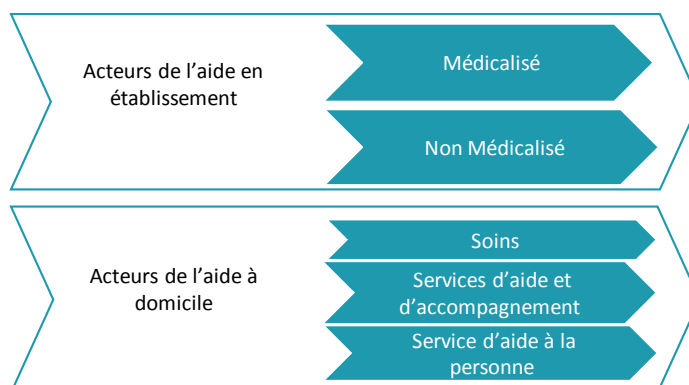 Acteurs de l’aide en
établissement
Médicalisé
Non Médicalisé
Acteurs de l’aide à
domicile
Soins
Services d’aide et
d’accompagnement
Service d’aide à la
personne